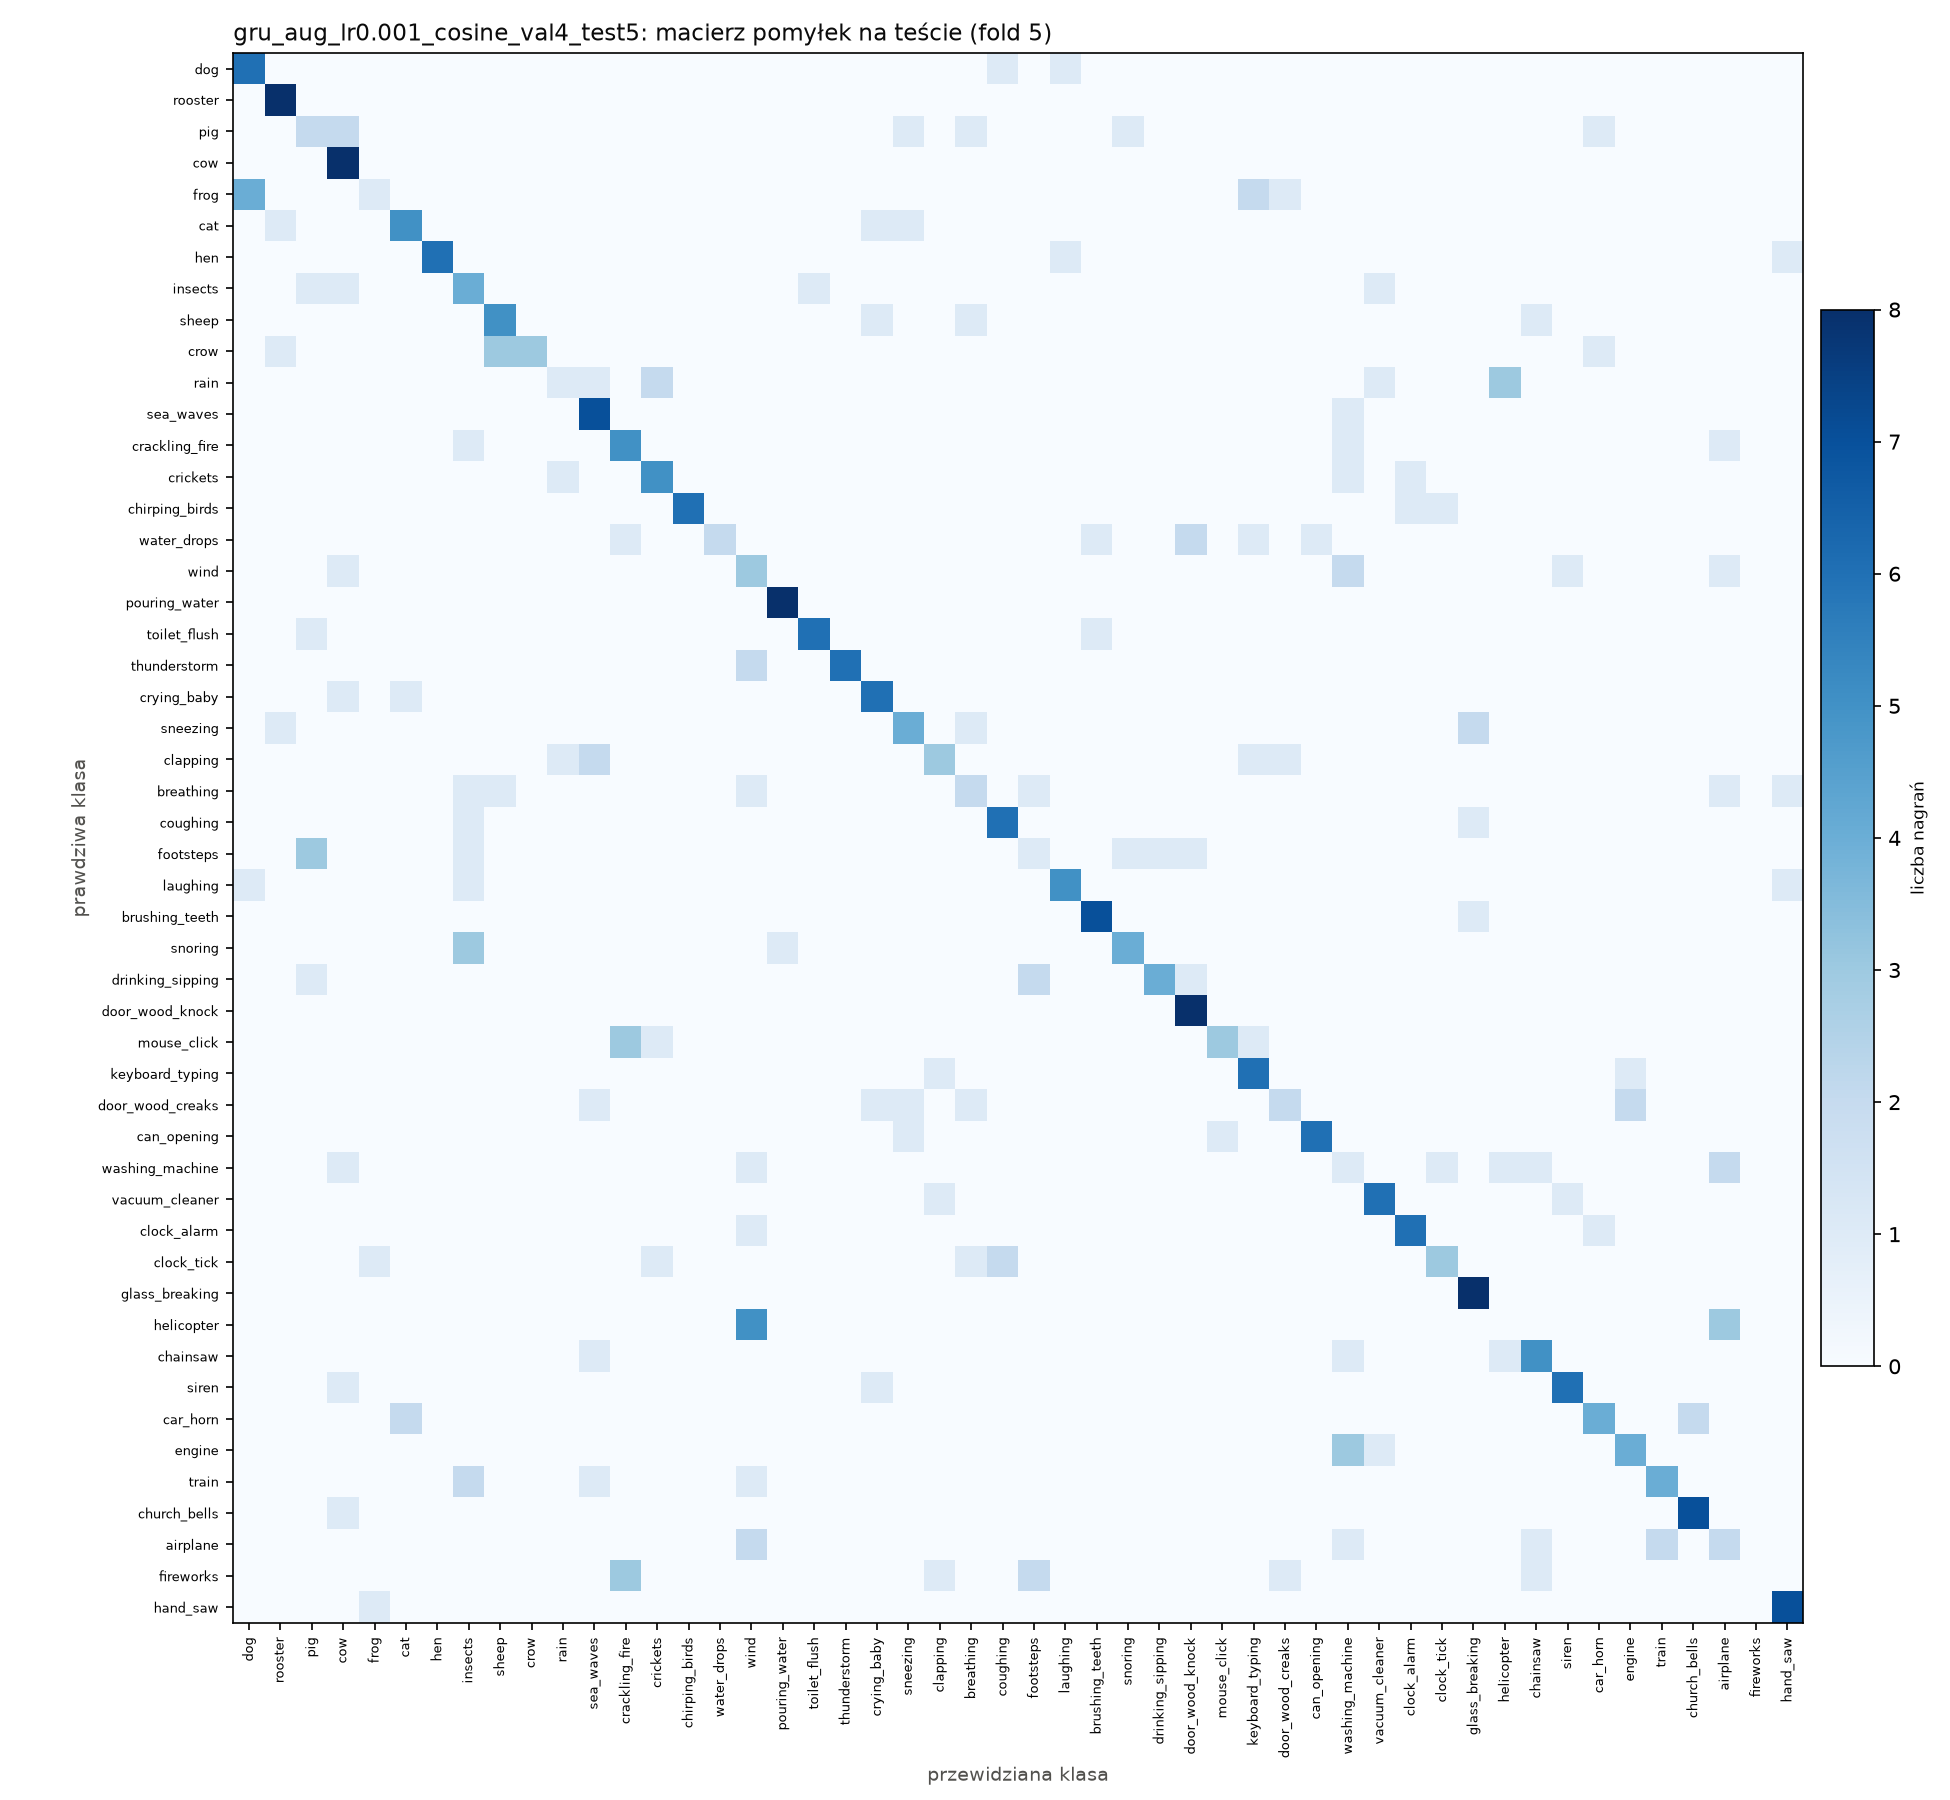 gru_aug_lr0.001_cosine_val4_test5: macierz pomyłek na teście (fold 5)
dog
rooster
pig
cow
frog
cat
hen
insects
sheep
crow
rain
sea_waves
crackling_fire
crickets
chirping_birds
water_drops
wind
pouring_water
toilet_flush
thunderstorm
crying_baby
sneezing
clapping
breathing
coughing
footsteps
laughing
brushing_teeth
snoring
drinking_sipping
door_wood_knock
mouse_click
keyboard_typing
door_wood_creaks
can_opening
washing_machine
vacuum_cleaner
clock_alarm
clock_tick
glass_breaking
helicopter
chainsaw
siren
car_horn
engine
train
church_bells
airplane
fireworks
hand_saw
prawdziwa klasa
dog
rooster
pig
cow
frog
cat
hen
insects
sheep
crow
rain
sea_waves
crackling_fire
crickets
chirping_birds
water_drops
wind
pouring_water
toilet_flush
thunderstorm
crying_baby
sneezing
clapping
breathing
coughing
footsteps
laughing
brushing_teeth
snoring
drinking_sipping
door_wood_knock
mouse_click
keyboard_typing
door_wood_creaks
can_opening
washing_machine
vacuum_cleaner
clock_alarm
clock_tick
glass_breaking
helicopter
chainsaw
siren
car_horn
engine
train
church_bells
airplane
fireworks
hand_saw
przewidziana klasa
8
7
6
5
4
3
2
1
0
liczba nagrań